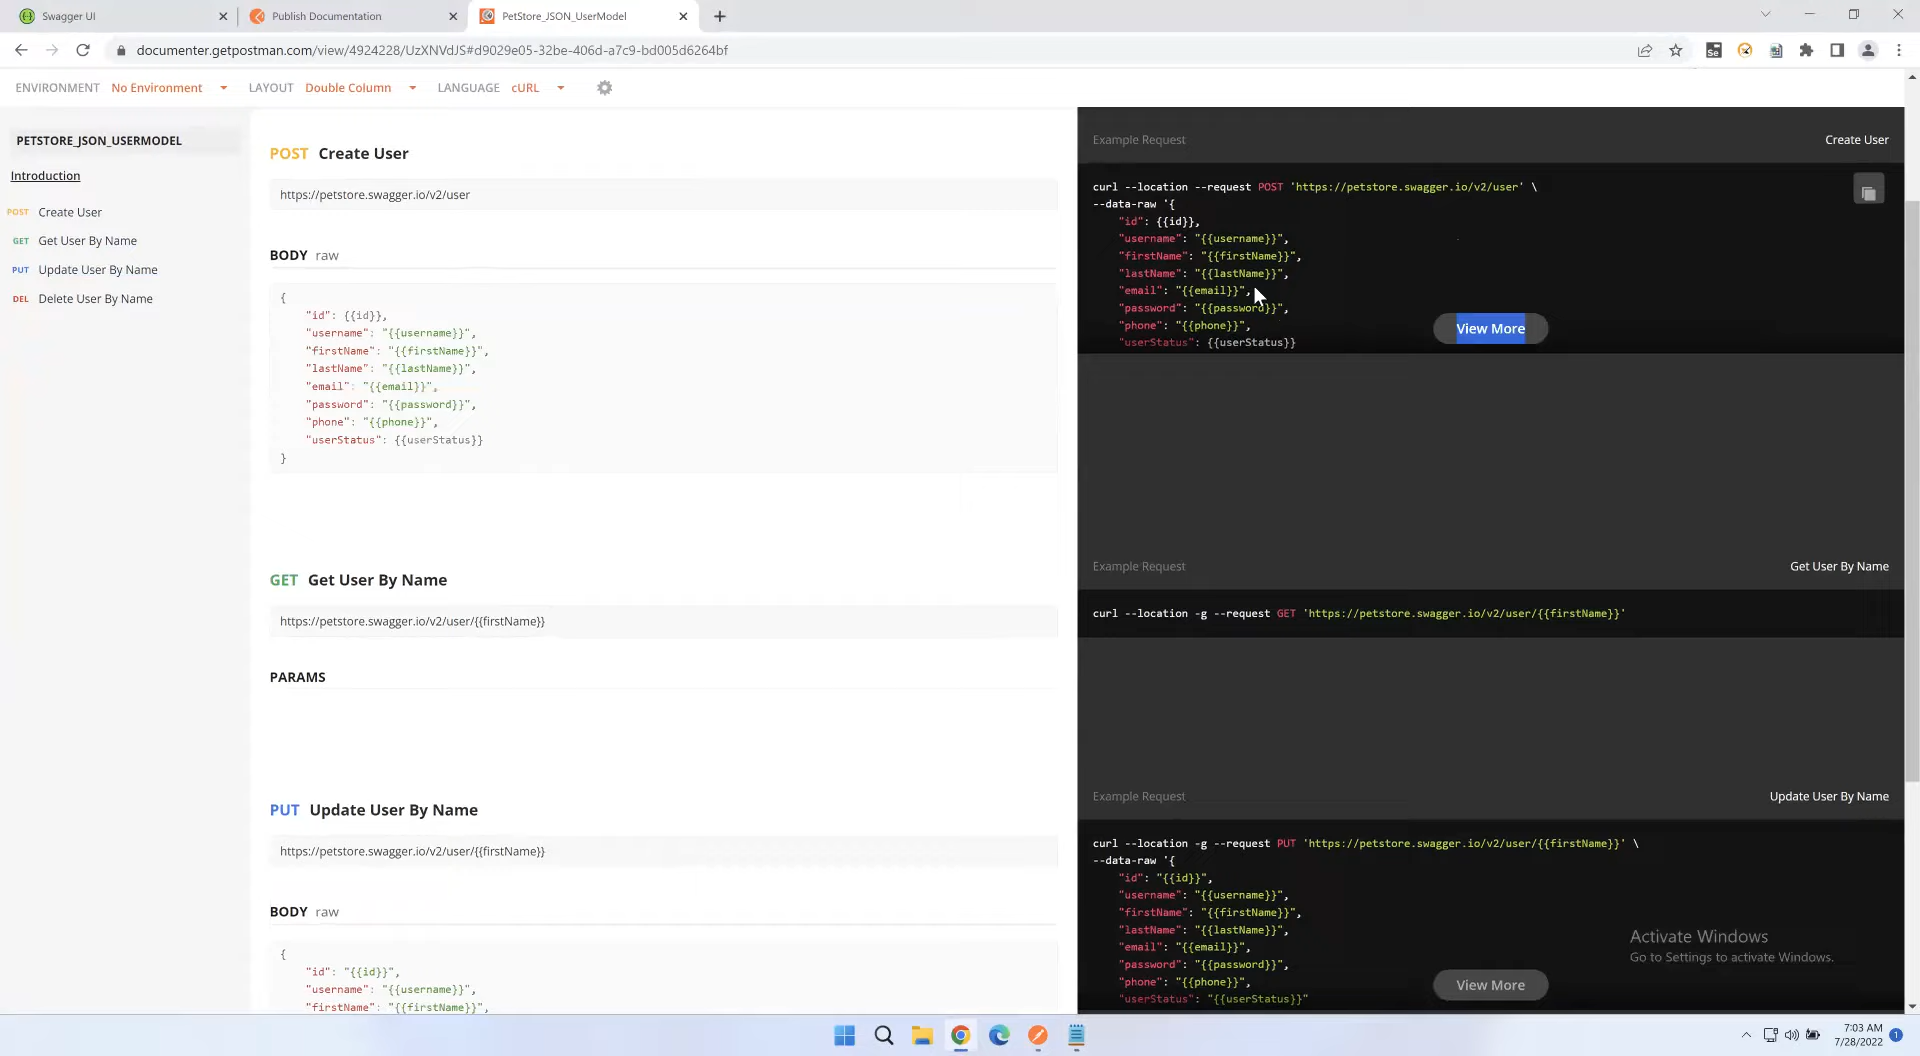 Swagger UI
Publish Documentation
PetStore_JSON_UserModel
documenter.getpostman.com/view/4924228/UzXNVdJS#d9029e05-32be-406d-a7c9-bd005d6264bf
ENVIRONMENT No Environment LAYOUT Double Column LANGUAGE cURL
PETSTORE_JSON_USERMODEL
Introduction
POST Create User
GET Get User By Name
PUT Update User By Name
DEL Delete User By Name
POST Create User
https://petstore.swagger.io/v2/user
BODY raw
{
"id": {{id}},
"username": "{{username}}",
"firstName": "{{firstName}}",
"lastName": "{{lastName}}",
"email": "{{email}}",
"password": "{{password}}",
"phone": "{{phone}}",
"userStatus": {{userStatus}}
}
GET Get User By Name
https://petstore.swagger.io/v2/user/{{firstName}}
PARAMS
PUT Update User By Name
https://petstore.swagger.io/v2/user/{{firstName}}
BODY raw
{
"id": "{{id}}",
"username": "{{username}}",
"firstName": "{{firstName}}",
Example Request Create User
curl --location --request POST 'https://petstore.swagger.io/v2/user' \
--data-raw '{
"id": {{id}},
"username": "{{username}}",
"firstName": "{{firstName}}",
"lastName": "{{lastName}}",
"email": "{{email}}",
"password": "{{password}}",
"phone": "{{phone}}",
"userStatus": {{userStatus}}
View More
Example Request Get User By Name
curl --location -g --request GET 'https://petstore.swagger.io/v2/user/{{firstName}}'
Example Request Update User By Name
curl --location -g --request PUT 'https://petstore.swagger.io/v2/user/{{firstName}}' \
--data-raw '{
"id": "{{id}}",
"username": "{{username}}",
"firstName": "{{firstName}}",
"lastName": "{{lastName}}",
"email": "{{email}}",
"password": "{{password}}",
"phone": "{{phone}}",
"userStatus": "{{userStatus}}"
View More
Activate Windows
Go to Settings to activate Windows.
7:03 AM
7/28/2022
1